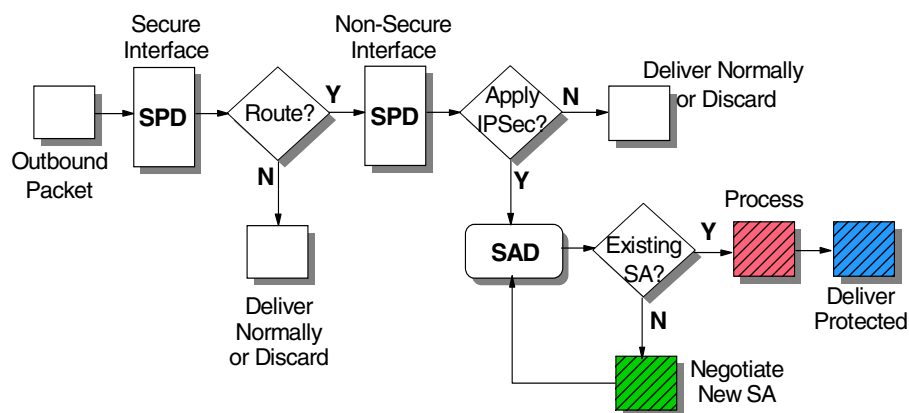 Secure
Interface
Non-Secure
Interface
Deliver Normally
or Discard
SPD
Route?
Y
SPD
Apply
IPSec?
N
Outbound
Packet
N
Y
Process
SAD
Existing
SA?
Y
Deliver
Normally
or Discard
Deliver
Protected
N
Negotiate
New SA